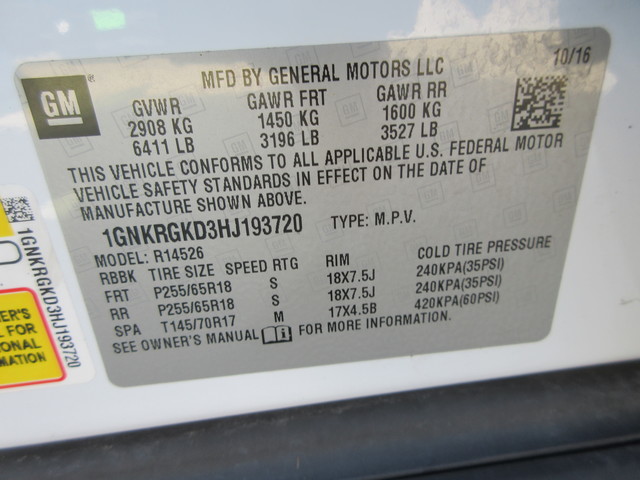 GM
MFD BY GENERAL MOTORS LLC
10/16
GVWR GAWR FRT GAWR RR
2908 KG 1450 KG 1600 KG
6411 LB 3196 LB 3527 LB
THIS VEHICLE CONFORMS TO ALL APPLICABLE U.S. FEDERAL MOTOR
VEHICLE SAFETY STANDARDS IN EFFECT ON THE DATE OF
MANUFACTURE SHOWN ABOVE.
1GNKRGKD3HJ193720 TYPE: M.P.V.
MODEL: R14526
RBBK TIRE SIZE SPEED RTG RIM COLD TIRE PRESSURE
FRT P255/65R18 S 18X7.5J 240KPA(35PSI)
RR P255/65R18 S 18X7.5J 240KPA(35PSI)
SPA T145/70R17 M 17X4.5B 420KPA(60PSI)
SEE OWNER'S MANUAL FOR MORE INFORMATION.
1GNKRGKD3HJ193720
NER'S
FOR
ONAL
MATION